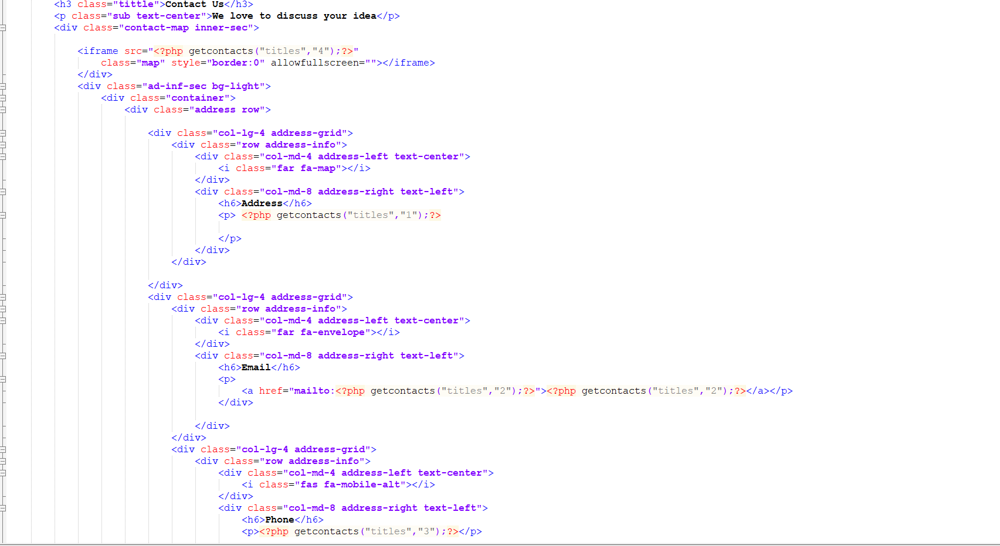 <h3 class="tittle">Contact Us</h3>
<p class="sub text-center">We love to discuss your idea</p>
<div class="contact-map inner-sec">
<iframe src="<?php getcontacts("titles","4");?>"
class="map" style="border:0" allowfullscreen=""></iframe>
</div>
<div class="ad-inf-sec bg-light">
<div class="container">
<div class="address row">
<div class="col-lg-4 address-grid">
<div class="row address-info">
<div class="col-md-4 address-left text-center">
<i class="far fa-map"></i>
</div>
<div class="col-md-8 address-right text-left">
<h6>Address</h6>
<p> <?php getcontacts("titles","1");?>
</p>
</div>
</div>
</div>
<div class="col-lg-4 address-grid">
<div class="row address-info">
<div class="col-md-4 address-left text-center">
<i class="far fa-envelope"></i>
</div>
<div class="col-md-8 address-right text-left">
<h6>Email</h6>
<p>
<a href="mailto:<?php getcontacts("titles","2");?>"><?php getcontacts("titles","2");?></a></p>
</div>
</div>
</div>
<div class="col-lg-4 address-grid">
<div class="row address-info">
<div class="col-md-4 address-left text-center">
<i class="fas fa-mobile-alt"></i>
</div>
<div class="col-md-8 address-right text-left">
<h6>Phone</h6>
<p><?php getcontacts("titles","3");?></p>